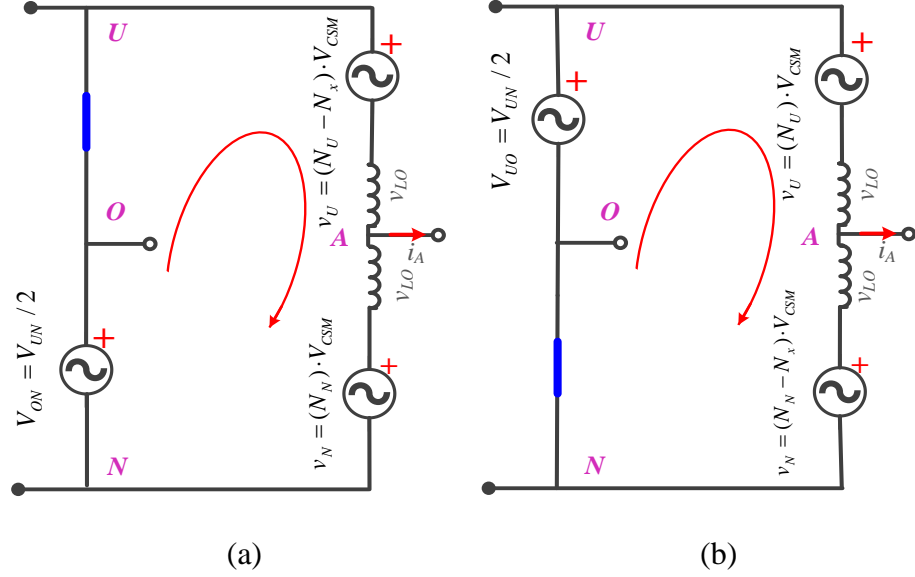 U
+
v_U = (N_U − N_x)·V_CSM
v_LO
O
A
i_A
v_LO
V_ON = V_UN / 2
+
v_N = (N_N)·V_CSM
+
N
(a)
U
+
V_UO = V_UN / 2
+
v_U = (N_U)·V_CSM
v_LO
O
A
i_A
v_LO
v_N = (N_N − N_x)·V_CSM
+
N
(b)